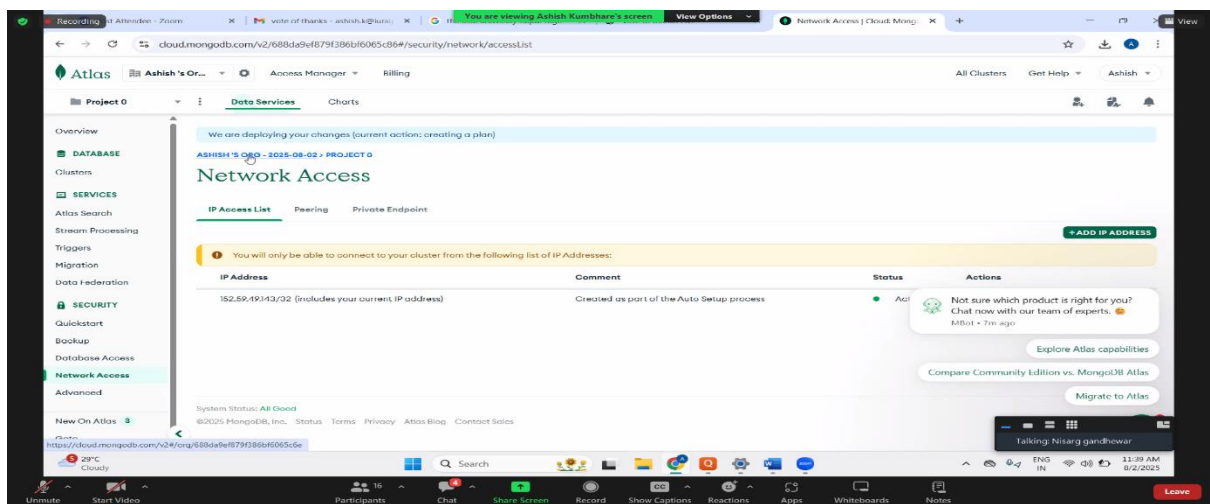 Recording
st Attendee - Zoom
vote of thanks - ashish.k@iurai
You are viewing Ashish Kumbhare's screen
View Options
Network Access | Cloud: Mong
View
cloud.mongodb.com/v2/688da9ef879f386bf6065c86#/security/network/accessList
Atlas
Ashish 's Or...
Access Manager
Billing
All Clusters
Get Help
Ashish
Project 0
Data Services
Charts
Overview
DATABASE
Clusters
SERVICES
Atlas Search
Stream Processing
Triggers
Migration
Data Federation
SECURITY
Quickstart
Backup
Database Access
Network Access
Advanced
New On Atlas 3
Goto
We are deploying your changes (current action: creating a plan)
ASHISH 'S ORG - 2025-08-02 > PROJECT 0
Network Access
IP Access List
Peering
Private Endpoint
+ ADD IP ADDRESS
You will only be able to connect to your cluster from the following list of IP Addresses:
IP Address
Comment
Status
Actions
152.59.49.143/32 (includes your current IP address)
Created as part of the Auto Setup process
Act
Not sure which product is right for you?
Chat now with our team of experts.
MBot • 7m ago
Explore Atlas capabilities
Compare Community Edition vs. MongoDB Atlas
Migrate to Atlas
System Status: All Good
©2025 MongoDB, Inc. Status Terms Privacy Atlas Blog Contact Sales
https://cloud.mongodb.com/v2#/org/688da9ef879f386bf6065c6e
Talking: Nisarg gandhewar
29°C
Cloudy
Search
ENG
IN
11:39 AM
8/2/2025
Unmute
Start Video
16
Participants
4
Chat
Share Screen
Record
CC
Show Captions
Reactions
Apps
Whiteboards
Notes
Leave